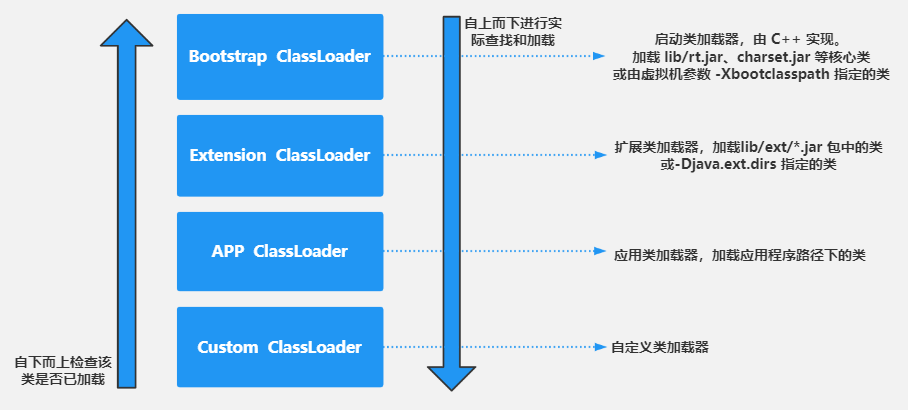 自上而下进行实
际查找和加载
Bootstrap ClassLoader
启动类加载器，由 C++ 实现。
加载 lib/rt.jar、charset.jar 等核心类
或由虚拟机参数 -Xbootclasspath 指定的类
Extension ClassLoader
扩展类加载器，加载lib/ext/*.jar 包中的类
或-Djava.ext.dirs 指定的类
APP ClassLoader
应用类加载器，加载应用程序路径下的类
Custom ClassLoader
自定义类加载器
自下而上检查该
类是否已加载